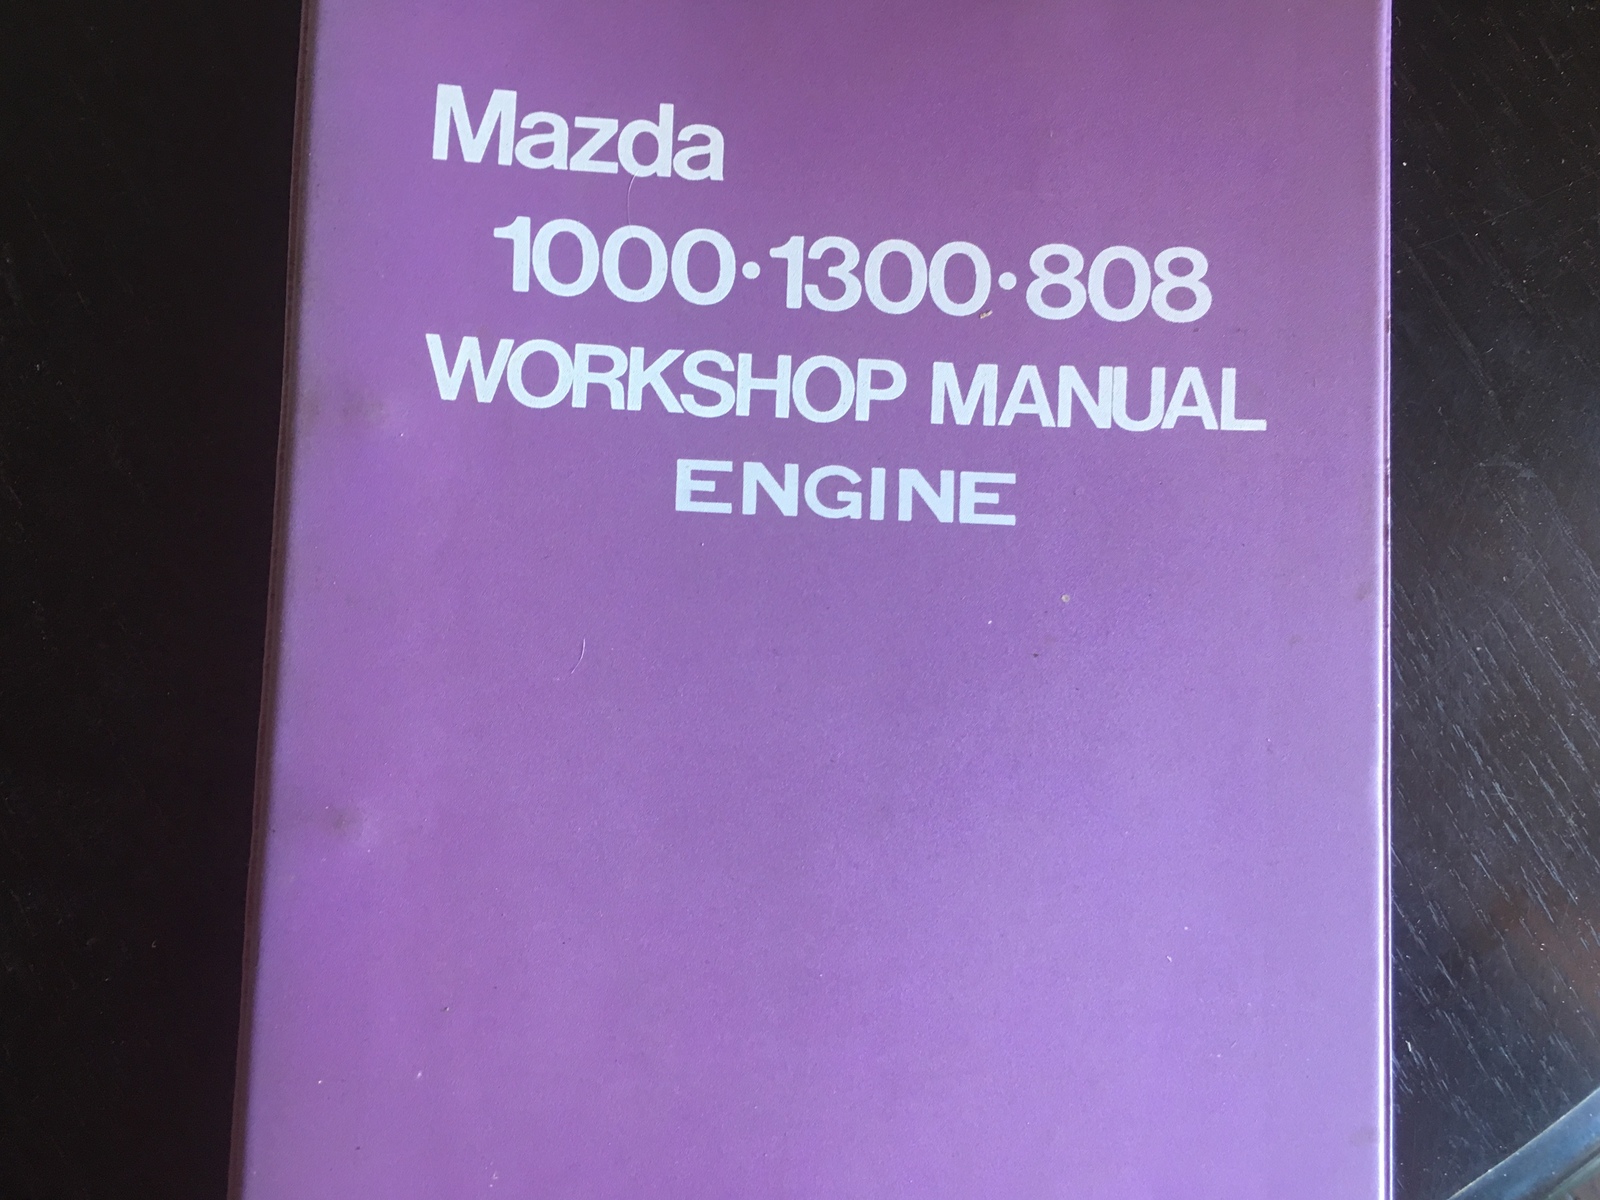 Mazda
1000·1300·808
WORKSHOP MANUAL
ENGINE